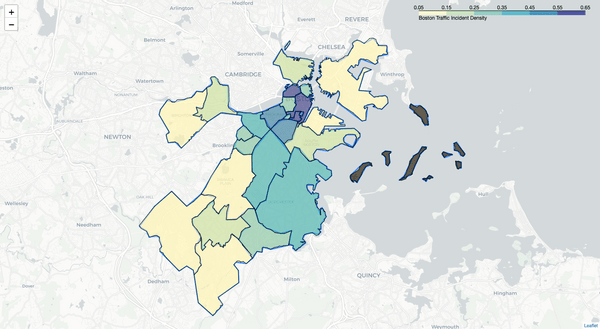 Arlington
Medford
+
−
0.05 0.15 0.25 0.35 0.45 0.55 0.65
Boston Traffic Incident Density
Everett
REVERE
Belmont
Somerville
CHELSEA
Winthrop
Waltham
Watertown
CAMBRIDGE
NEWTON
Brookline
Wellesley
Needham
Hull
Dedham
Milton
QUINCY
Hingham
Weymouth
Leaflet